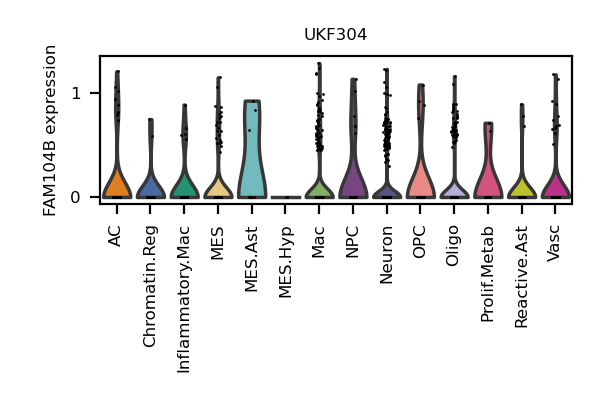 UKF304
FAM104B expression
1
0
AC
Chromatin.Reg
Inflammatory.Mac
MES
MES.Ast
MES.Hyp
Mac
NPC
Neuron
OPC
Oligo
Prolif.Metab
Reactive.Ast
Vasc